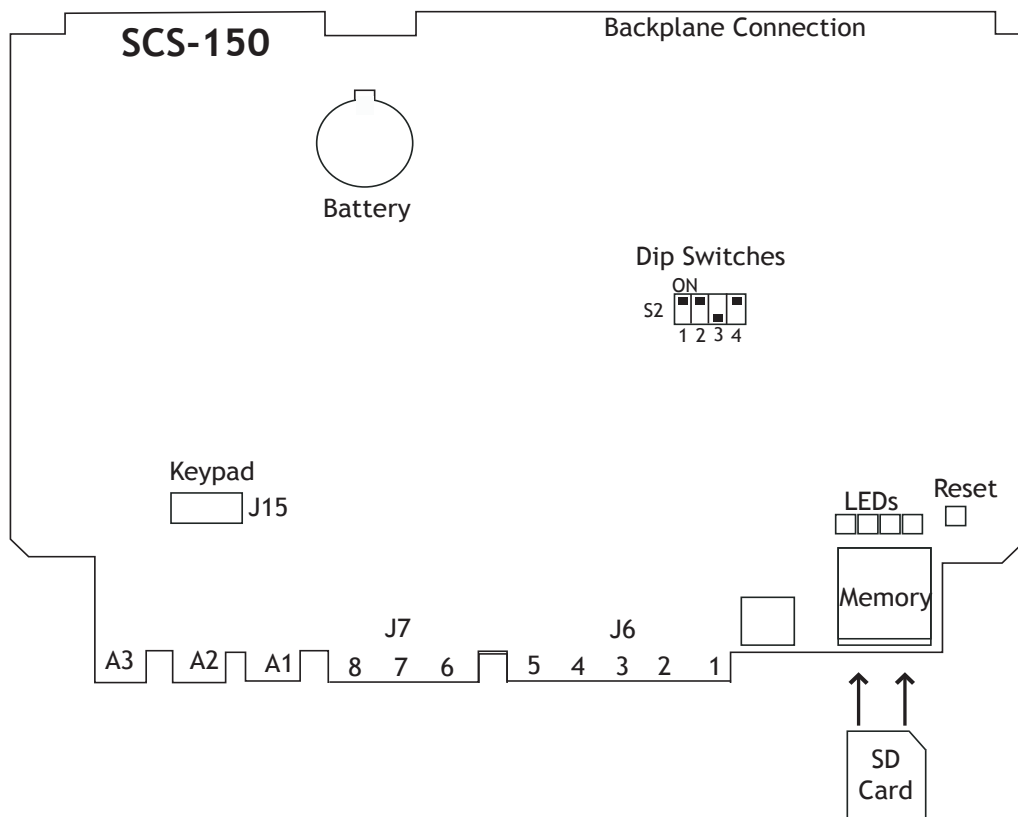 Backplane Connection
SCS-150
Battery
Dip Switches
ON
S2
1 2 3 4
Keypad
J15
LEDs
Reset
Memory
J7
J6
A3
A2
A1
8 7 6
5 4 3 2 1
SD
Card